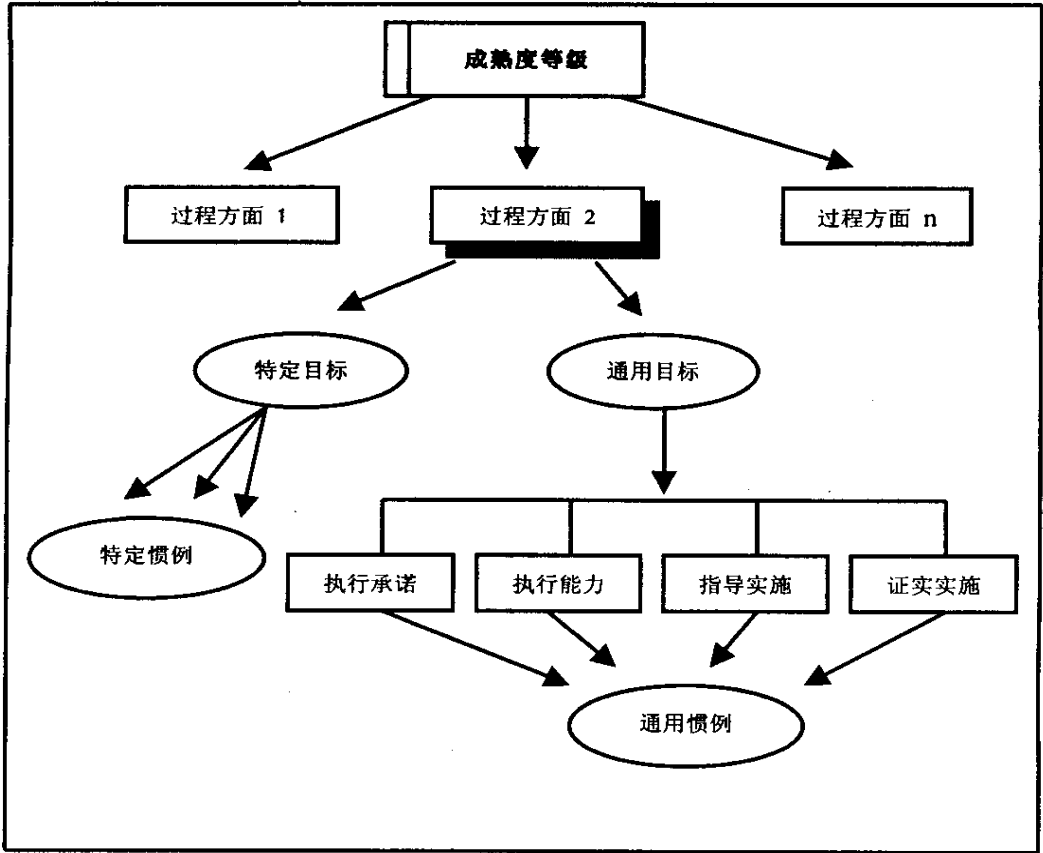 成熟度等级
过程方面 1
过程方面 2
过程方面 n
特定目标
通用目标
特定惯例
执行承诺
执行能力
指导实施
证实实施
通用惯例